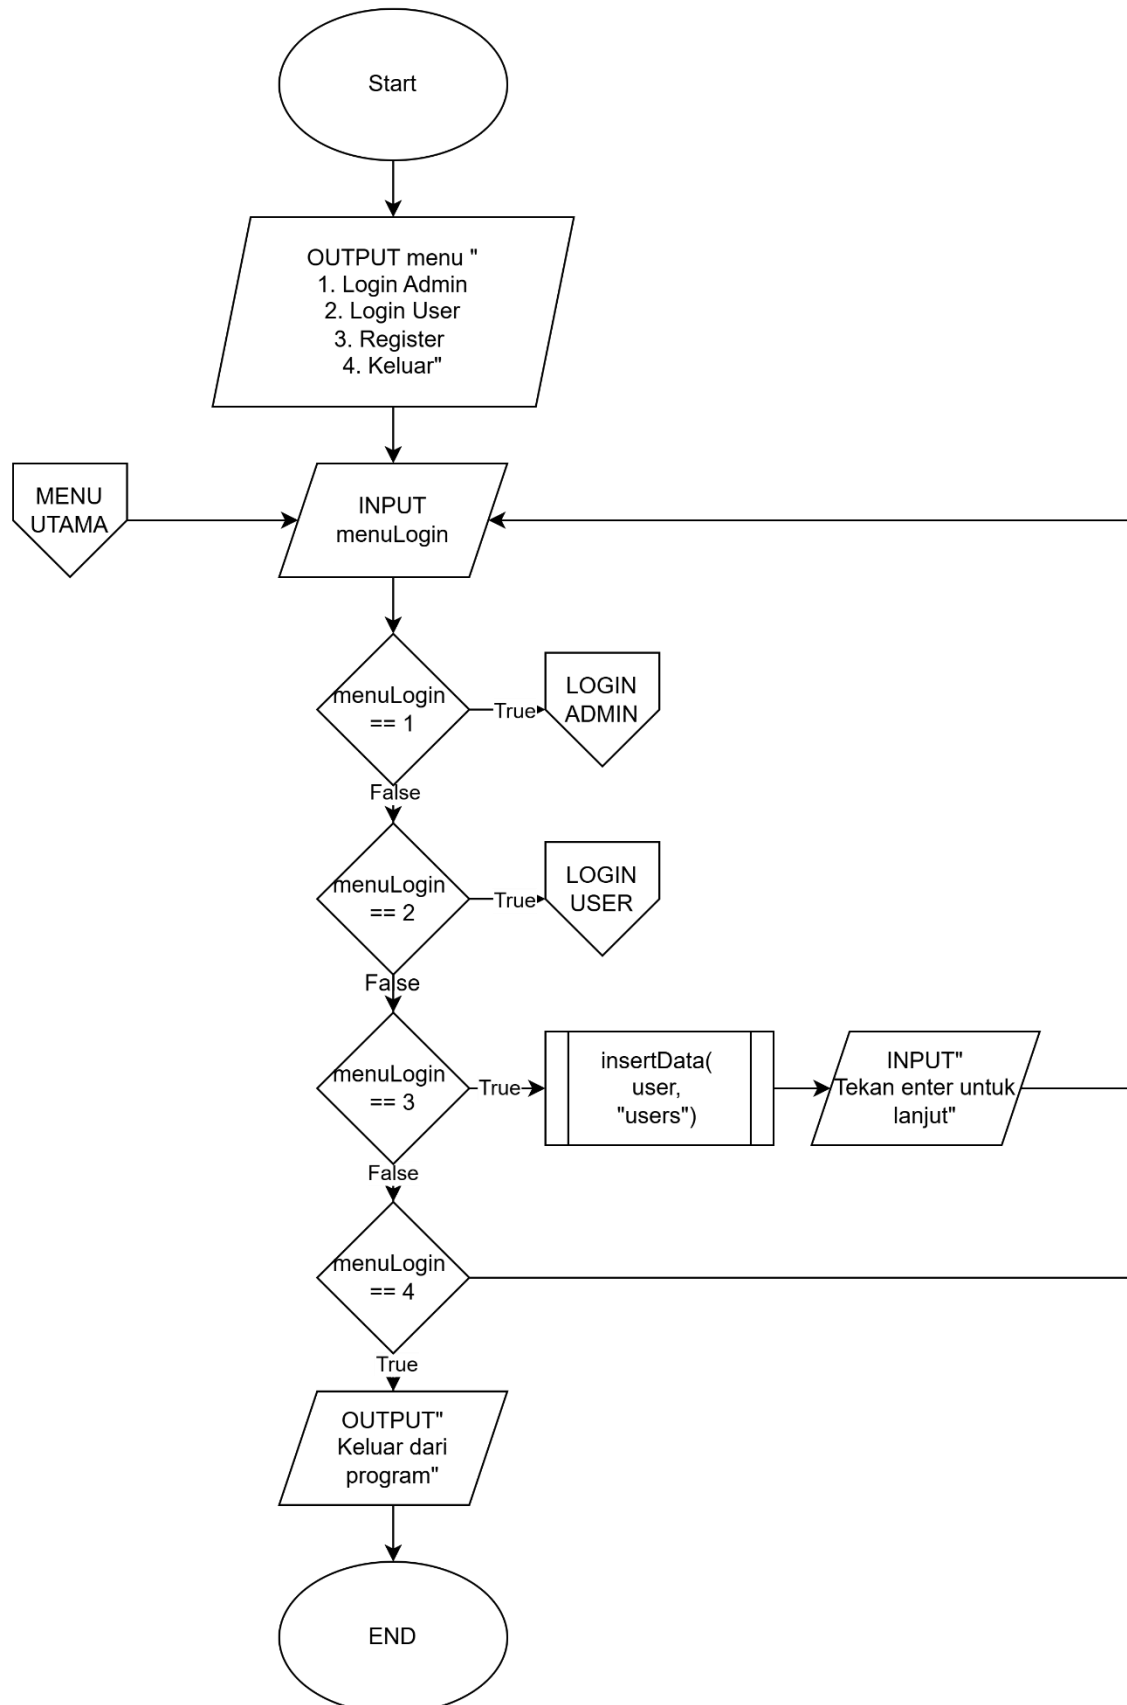 Start
OUTPUT menu "
1. Login Admin
2. Login User
3. Register
4. Keluar"
MENU
UTAMA
INPUT
menuLogin
menuLogin
== 1
True
LOGIN
ADMIN
False
menuLogin
== 2
True
LOGIN
USER
False
menuLogin
== 3
True
insertData(
user,
"users")
INPUT"
Tekan enter untuk
lanjut"
False
menuLogin
== 4
True
OUTPUT"
Keluar dari
program"
END